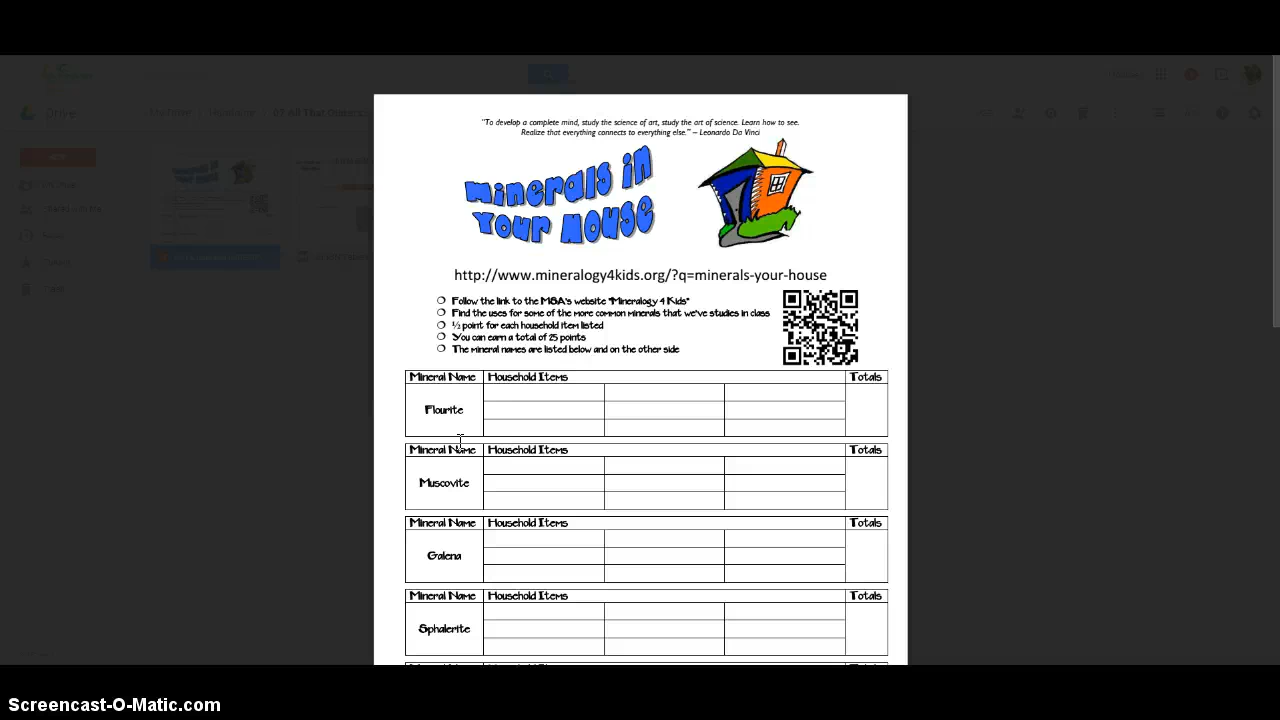 Drive
"To develop a complete mind, study the science of art, study the art of science. Learn how to see.
Realize that everything connects to everything else." – Leonardo Da Vinci
Minerals in
Your House
http://www.mineralogy4kids.org/?q=minerals-your-house
Follow the link to the MSA's website "Mineralogy 4 Kids"
Find the uses for some of the more common minerals that we've studies in class
½ point for each household item listed
You can earn a total of 25 points
The mineral names are listed below and on the other side
Mineral Name Household Items Totals
Flourite
Mineral Name Household Items Totals
Muscovite
Mineral Name Household Items Totals
Galena
Mineral Name Household Items Totals
Sphalerite
Screencast-O-Matic.com